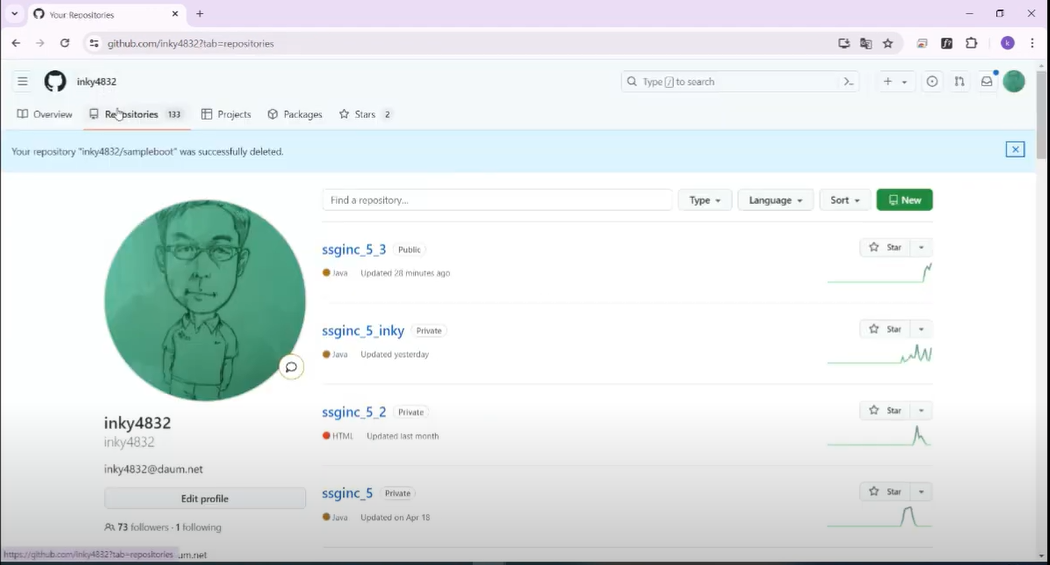 Your Repositories
github.com/inky4832?tab=repositories
k
inky4832
Type / to search
Overview
Repositories 133
Projects
Packages
Stars 2
Your repository "inky4832/sampleboot" was successfully deleted.
Find a repository...
Type
Language
Sort
New
ssginc_5_3 Public
Star
Java Updated 28 minutes ago
ssginc_5_inky Private
Star
Java Updated yesterday
ssginc_5_2 Private
Star
HTML Updated last month
ssginc_5 Private
Star
Java Updated on Apr 18
inky4832
inky4832
inky4832@daum.net
Edit profile
73 followers · 1 following
https://github.com/inky4832?tab=repositories
um.net